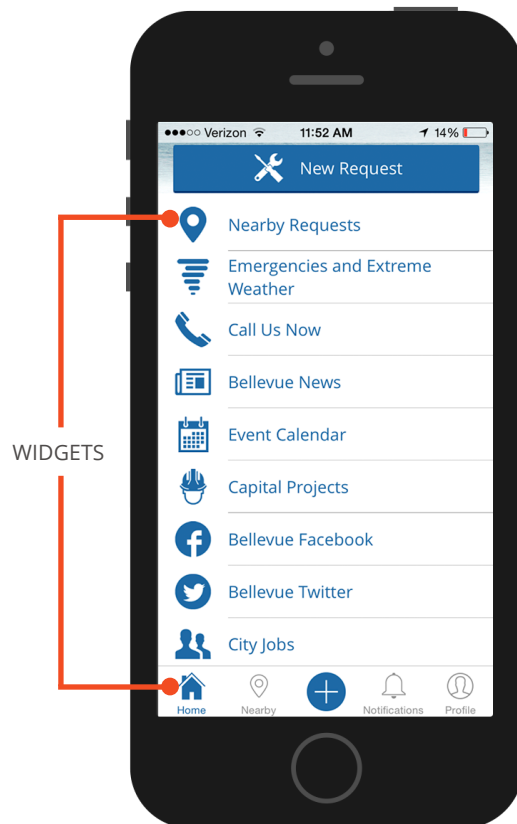 Verizon 11:52 AM 14%
New Request
Nearby Requests
Emergencies and Extreme
Weather
Call Us Now
Bellevue News
Event Calendar
WIDGETS
Capital Projects
Bellevue Facebook
Bellevue Twitter
City Jobs
Home Nearby Notifications Profile